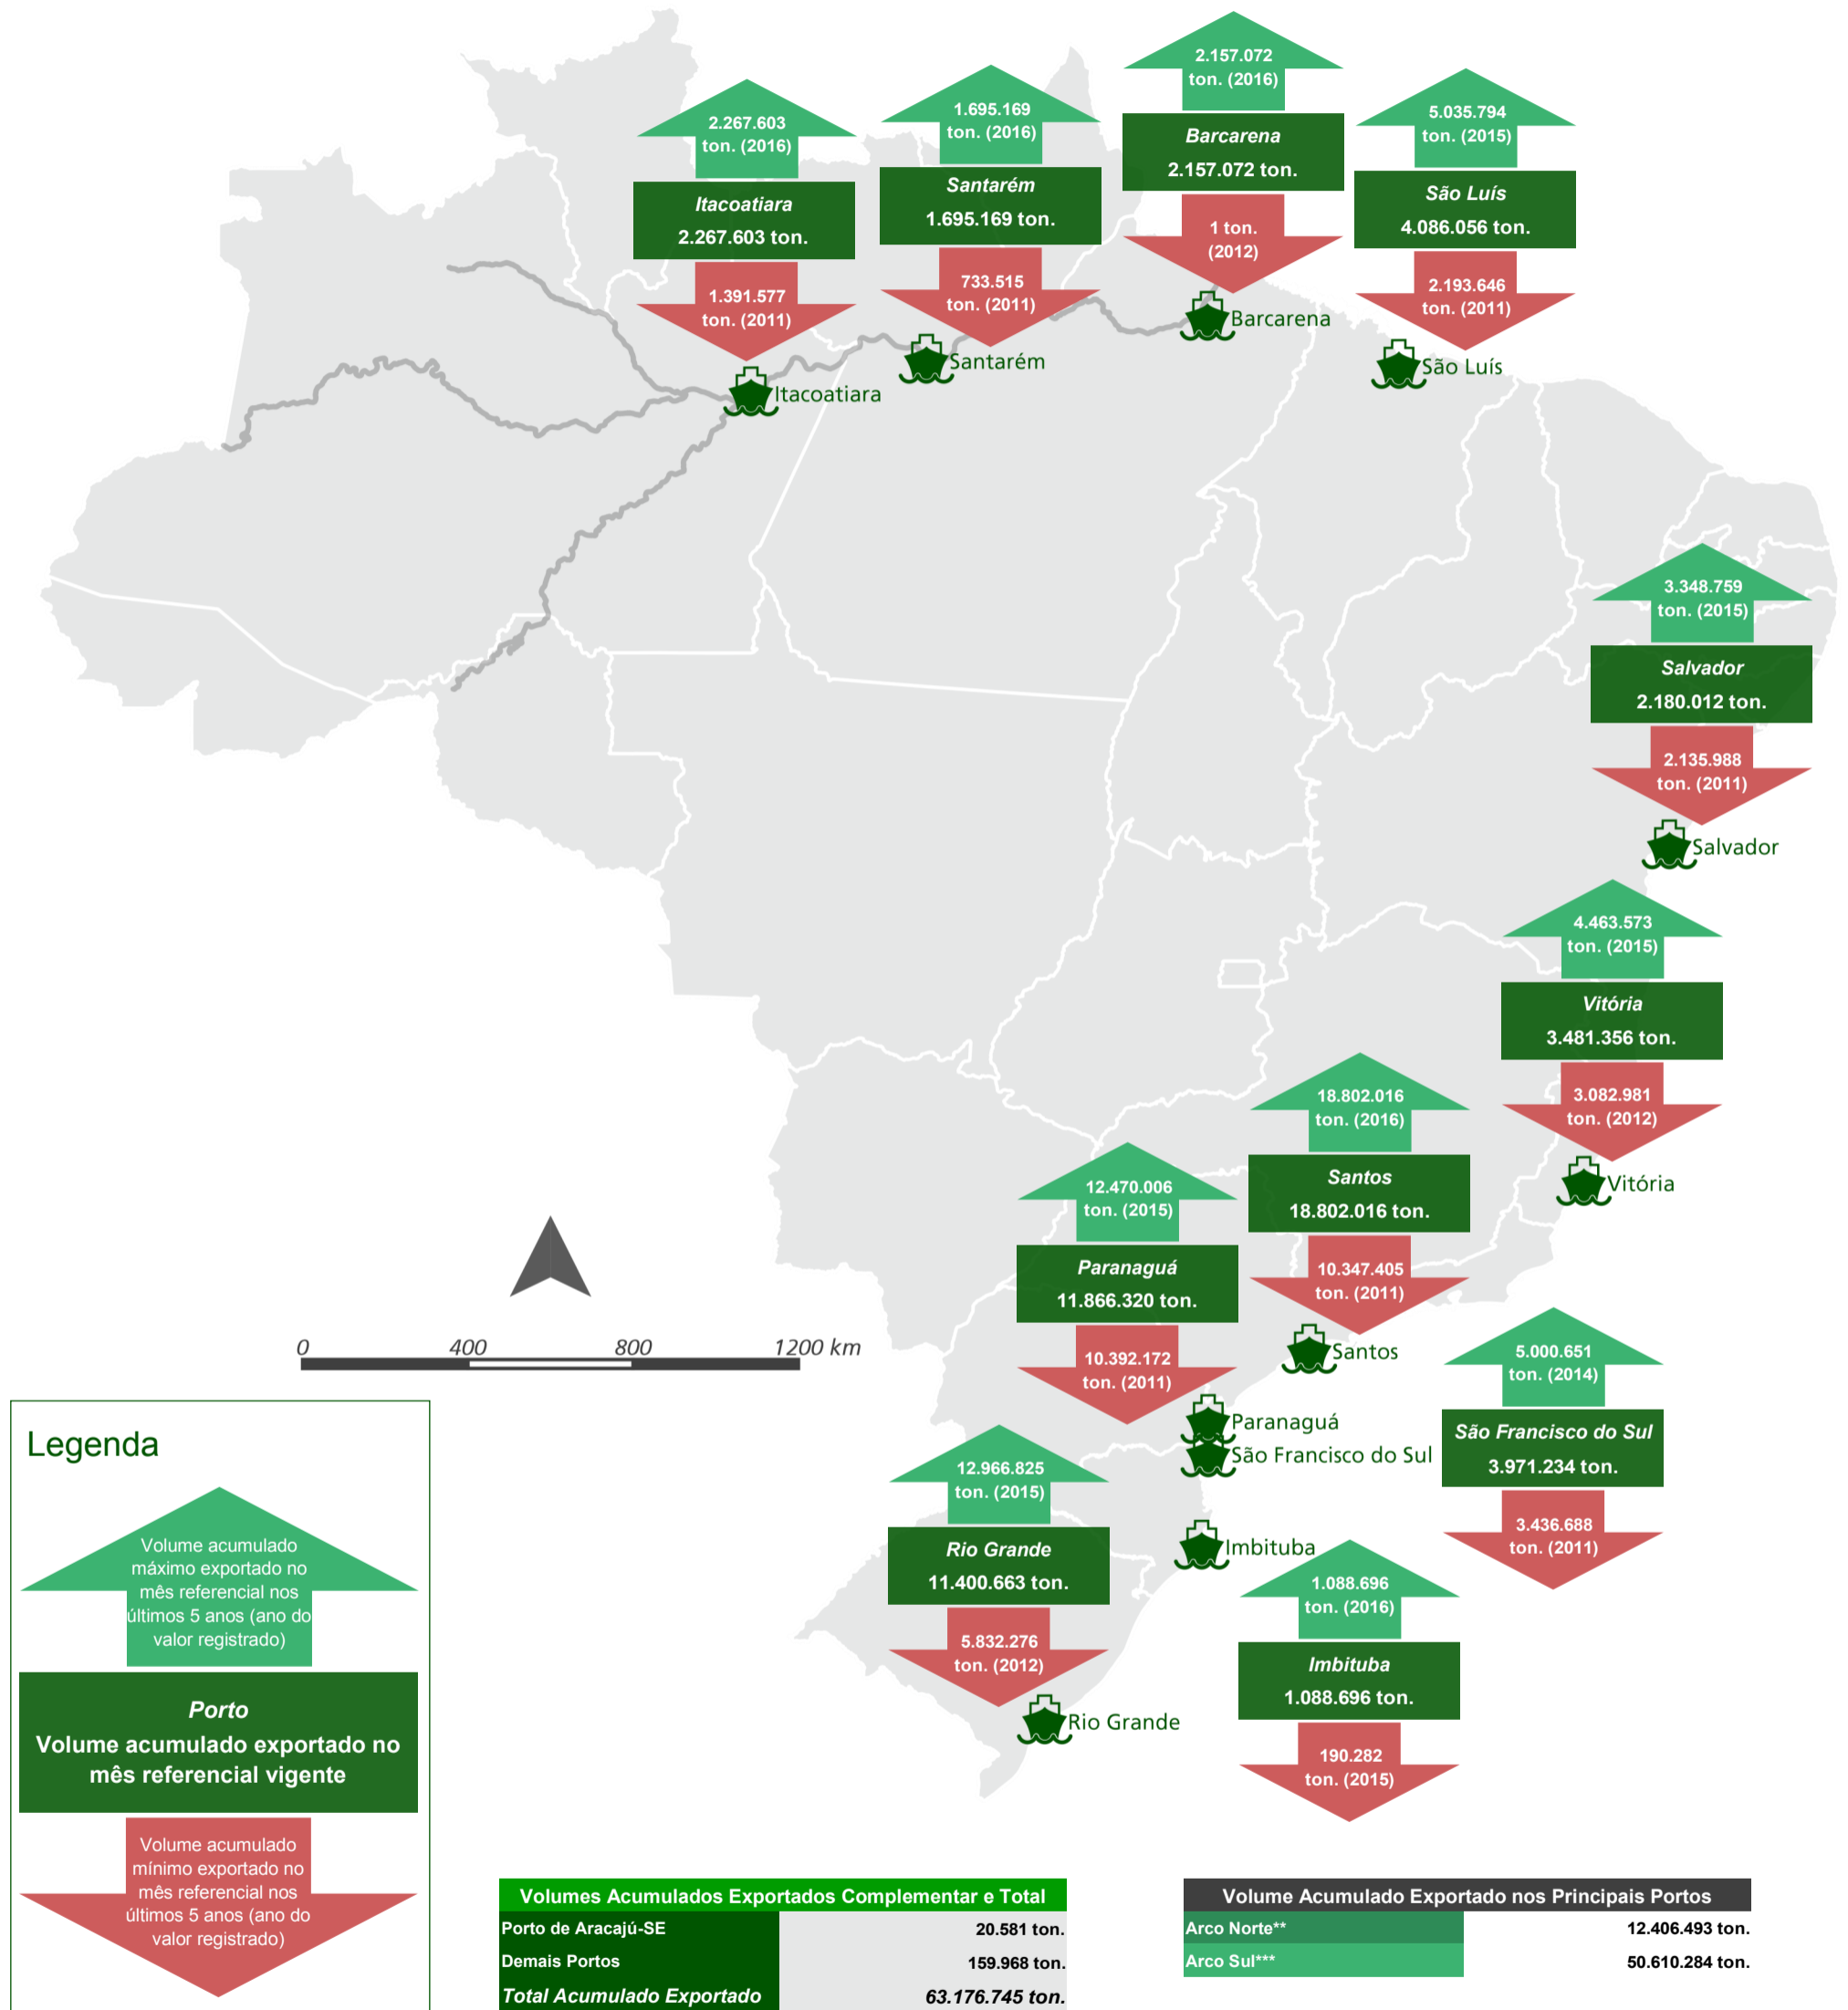 2.157.072
ton. (2016)
Barcarena
2.157.072 ton.
1 ton.
(2012)
Barcarena
5.035.794
ton. (2015)
São Luís
4.086.056 ton.
2.193.646
ton. (2011)
São Luís
1.695.169
ton. (2016)
Santarém
1.695.169 ton.
733.515
ton. (2011)
Santarém
2.267.603
ton. (2016)
Itacoatiara
2.267.603 ton.
1.391.577
ton. (2011)
Itacoatiara
3.348.759
ton. (2015)
Salvador
2.180.012 ton.
2.135.988
ton. (2011)
Salvador
4.463.573
ton. (2015)
Vitória
3.481.356 ton.
3.082.981
ton. (2012)
Vitória
18.802.016
ton. (2016)
Santos
18.802.016 ton.
10.347.405
ton. (2011)
Santos
12.470.006
ton. (2015)
Paranaguá
11.866.320 ton.
10.392.172
ton. (2011)
Paranaguá
São Francisco do Sul
5.000.651
ton. (2014)
São Francisco do Sul
3.971.234 ton.
3.436.688
ton. (2011)
Imbituba
12.966.825
ton. (2015)
Rio Grande
11.400.663 ton.
5.832.276
ton. (2012)
Rio Grande
1.088.696
ton. (2016)
Imbituba
1.088.696 ton.
190.282
ton. (2015)
0 400 800 1200 km
Legenda
Volume acumulado
máximo exportado no
mês referencial nos
últimos 5 anos (ano do
valor registrado)
Porto
Volume acumulado exportado no
mês referencial vigente
Volume acumulado
mínimo exportado no
mês referencial nos
últimos 5 anos (ano do
valor registrado)
Volumes Acumulados Exportados Complementar e Total
Porto de Aracajú-SE 20.581 ton.
Demais Portos 159.968 ton.
Total Acumulado Exportado 63.176.745 ton.
Volume Acumulado Exportado nos Principais Portos
Arco Norte** 12.406.493 ton.
Arco Sul*** 50.610.284 ton.